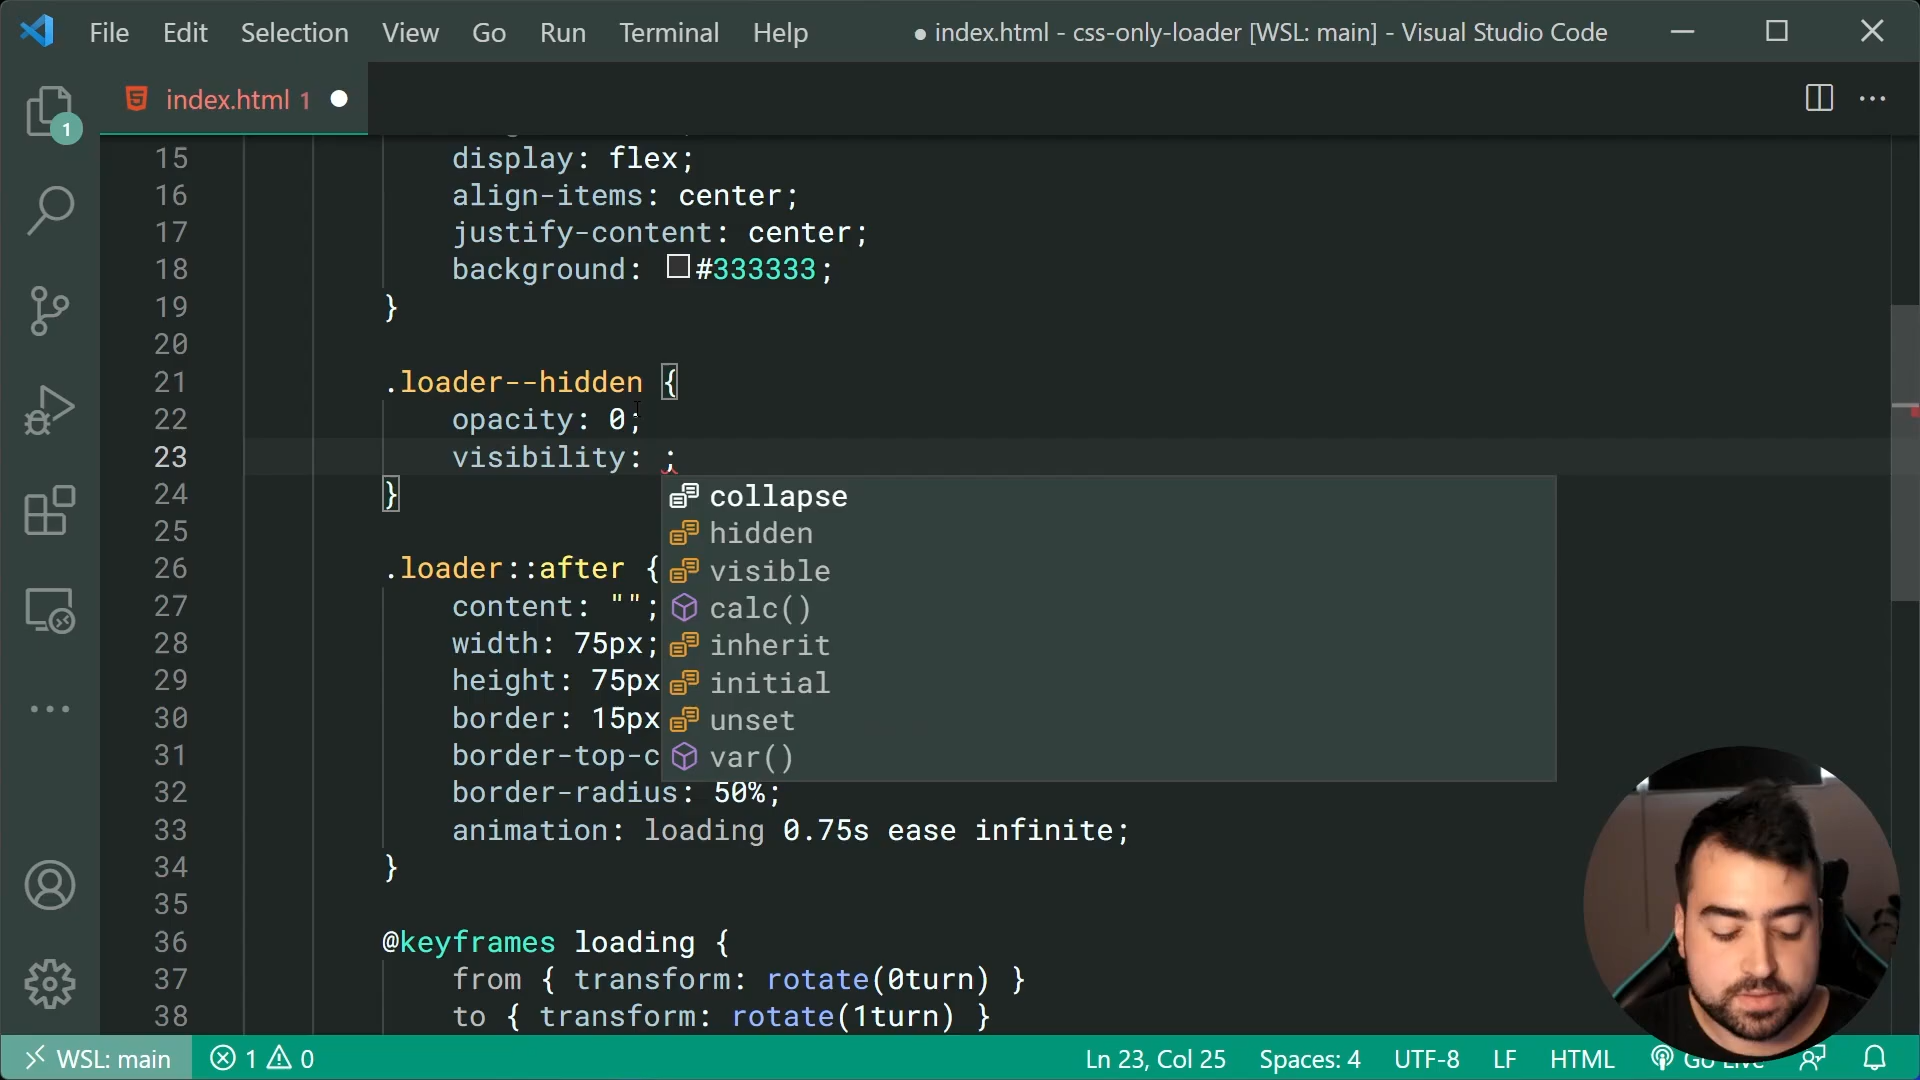 File Edit Selection View Go Run Terminal Help ● index.html - css-only-loader [WSL: main] - Visual Studio Code
index.html 1
1
15 display: flex;
16 align-items: center;
17 justify-content: center;
18 background: #333333;
19 }
20
21 .loader--hidden {
22 opacity: 0;
23 visibility: ;
24 }
collapse
25
hidden
visible
26 .loader::after {
27 content: "";
calc()
28 width: 75px;
inherit
29 height: 75px
initial
30 border: 15px
unset
31 border-top-c
var()
32 border-radius: 50%;
33 animation: loading 0.75s ease infinite;
34 }
35
36 @keyframes loading {
37 from { transform: rotate(0turn) }
38 to { transform: rotate(1turn) }
WSL: main 1 0 Ln 23, Col 25 Spaces: 4 UTF-8 LF HTML Go Live